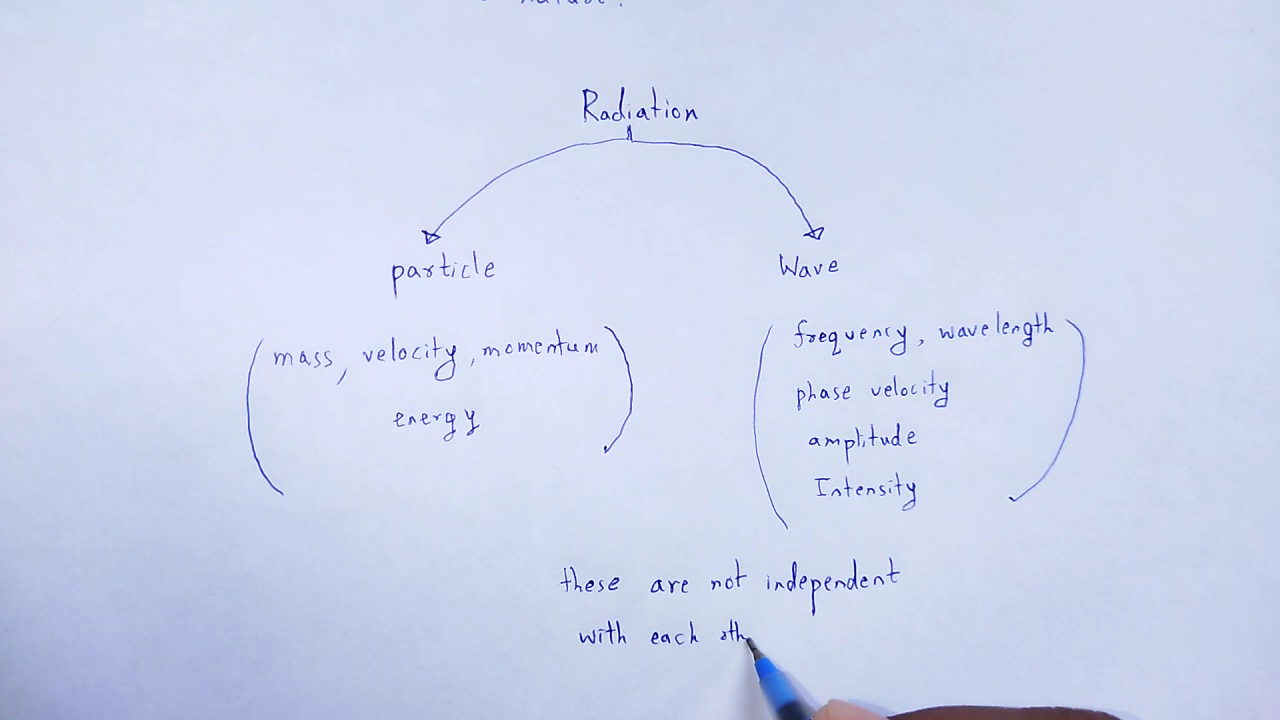 Radiation
particle
Wave
mass, velocity, momentum
energy
frequency, wavelength
phase velocity
amplitude
Intensity
these are not independent
with each oth